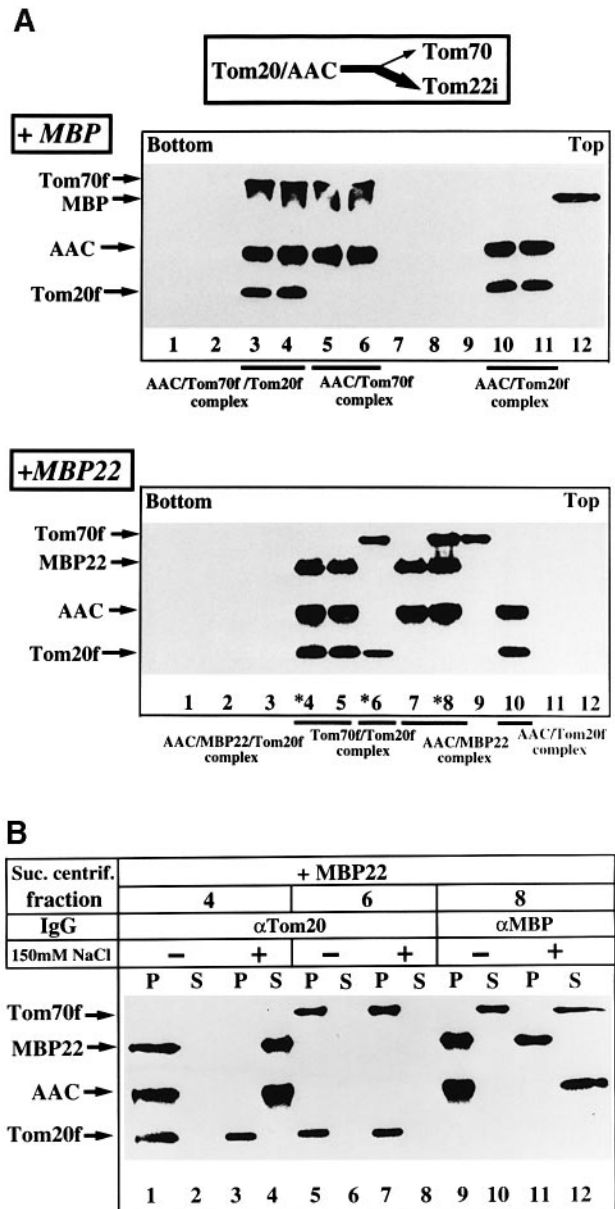 A
Tom20/AAC
Tom70
Tom22i
+ MBP
Bottom Top
Tom70f
MBP
AAC
Tom20f
1 2 3 4 5 6 7 8 9 10 11 12
AAC/Tom70f/Tom20f complex
AAC/Tom70f complex
AAC/Tom20f complex
+MBP22
Bottom Top
Tom70f
MBP22
AAC
Tom20f
1 2 3 *4 5 *6 7 *8 9 10 11 12
AAC/MBP22/Tom20f complex
Tom70f/Tom20f complex
AAC/MBP22 complex
AAC/Tom20f complex
B
Suc. centrif. fraction + MBP22
4 6 8
IgG αTom20 αMBP
150mM NaCl − + − + − +
P S P S P S P S P S P S
Tom70f
MBP22
AAC
Tom20f
1 2 3 4 5 6 7 8 9 10 11 12